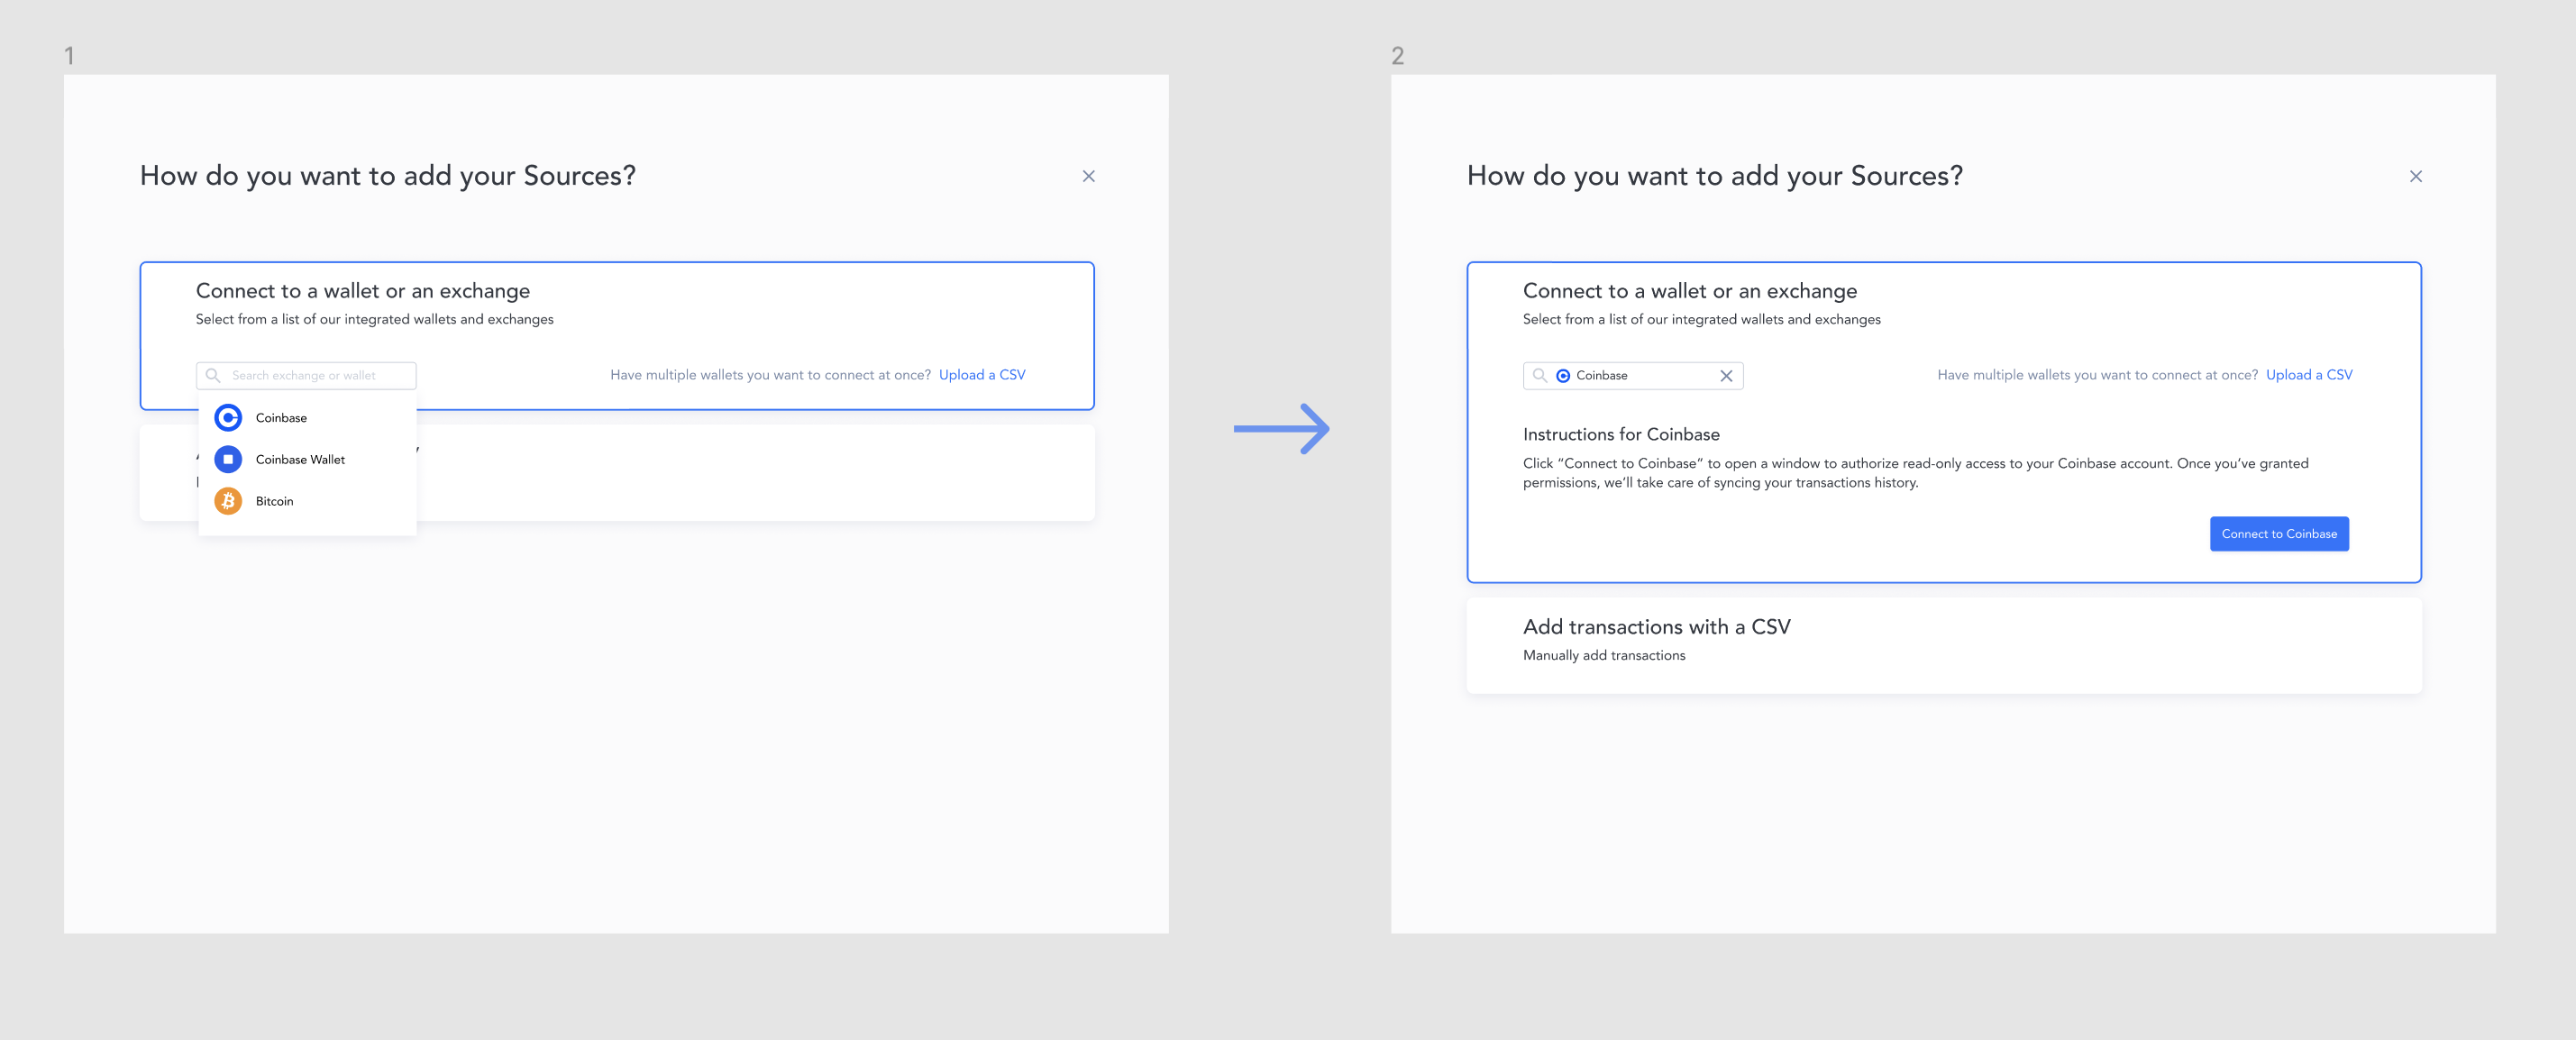 1
How do you want to add your Sources?
Connect to a wallet or an exchange
Select from a list of our integrated wallets and exchanges
Search exchange or wallet
Have multiple wallets you want to connect at once? Upload a CSV
Coinbase
Coinbase Wallet
Bitcoin
2
How do you want to add your Sources?
Connect to a wallet or an exchange
Select from a list of our integrated wallets and exchanges
Coinbase
Have multiple wallets you want to connect at once? Upload a CSV
Instructions for Coinbase
Click “Connect to Coinbase” to open a window to authorize read-only access to your Coinbase account. Once you’ve granted
permissions, we’ll take care of syncing your transactions history.
Connect to Coinbase
Add transactions with a CSV
Manually add transactions